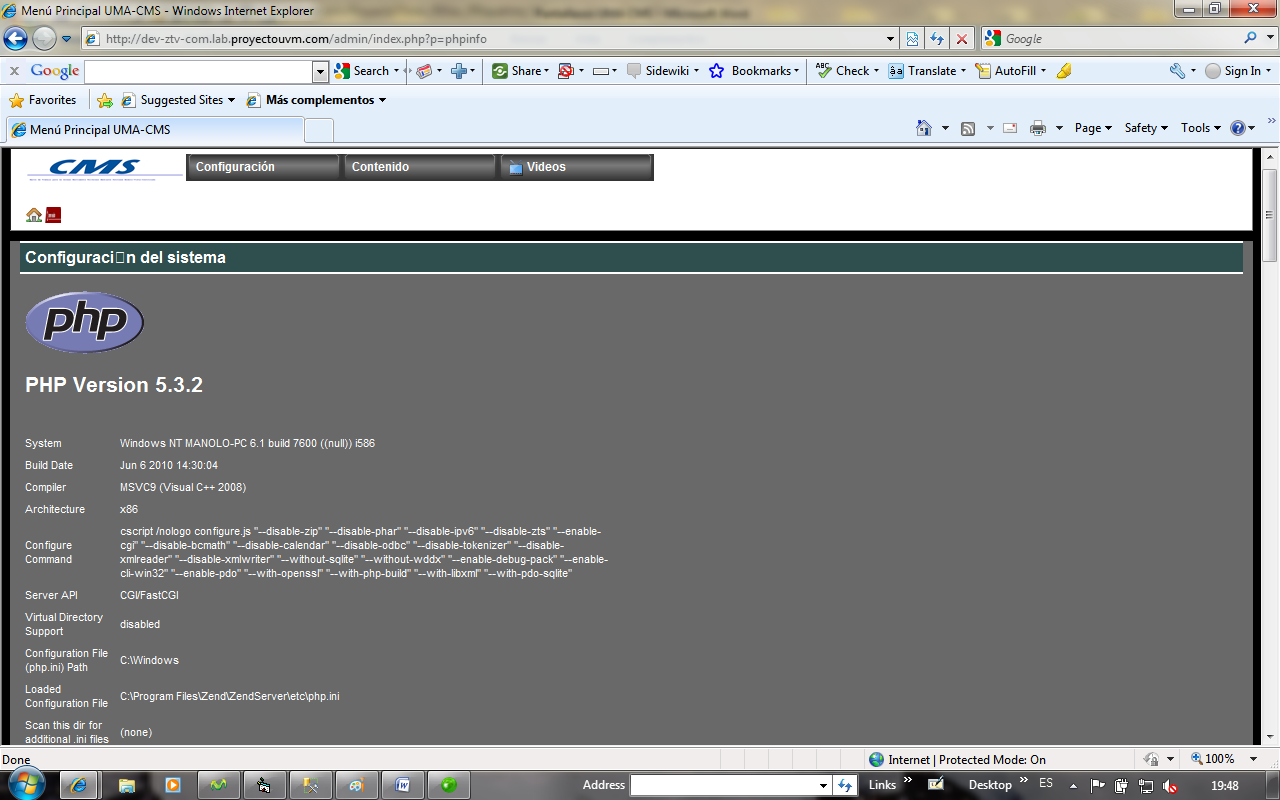 Menú Principal UMA-CMS - Windows Internet Explorer
http://dev-ztv-com.lab.proyectouvm.com/admin/index.php?p=phpinfo
Google
x Google Search Share Sidewiki Bookmarks Check Translate AutoFill Sign In
Favorites Suggested Sites Más complementos
Menú Principal UMA-CMS Page Safety Tools
CMS Configuración Contenido Videos
Configuraci▯n del sistema
php
PHP Version 5.3.2
System Windows NT MANOLO-PC 6.1 build 7600 ((null)) i586
Build Date Jun 6 2010 14:30:04
Compiler MSVC9 (Visual C++ 2008)
Architecture x86
Configure Command
cscript /nologo configure.js "--disable-zip" "--disable-phar" "--disable-ipv6" "--disable-zts" "--enable-
cgi" "--disable-bcmath" "--disable-calendar" "--disable-odbc" "--disable-tokenizer" "--disable-
xmlreader" "--disable-xmlwriter" "--without-sqlite" "--without-wddx" "--enable-debug-pack" "--enable-
cli-win32" "--enable-pdo" "--with-openssl" "--with-php-build" "--with-libxml" "--with-pdo-sqlite"
Server API CGI/FastCGI
Virtual Directory
Support disabled
Configuration File
(php.ini) Path C:\Windows
Loaded
Configuration File C:\Program Files\Zend\ZendServer\etc\php.ini
Scan this dir for
additional .ini files (none)
Done Internet | Protected Mode: On 100%
Address Links Desktop ES 19:48